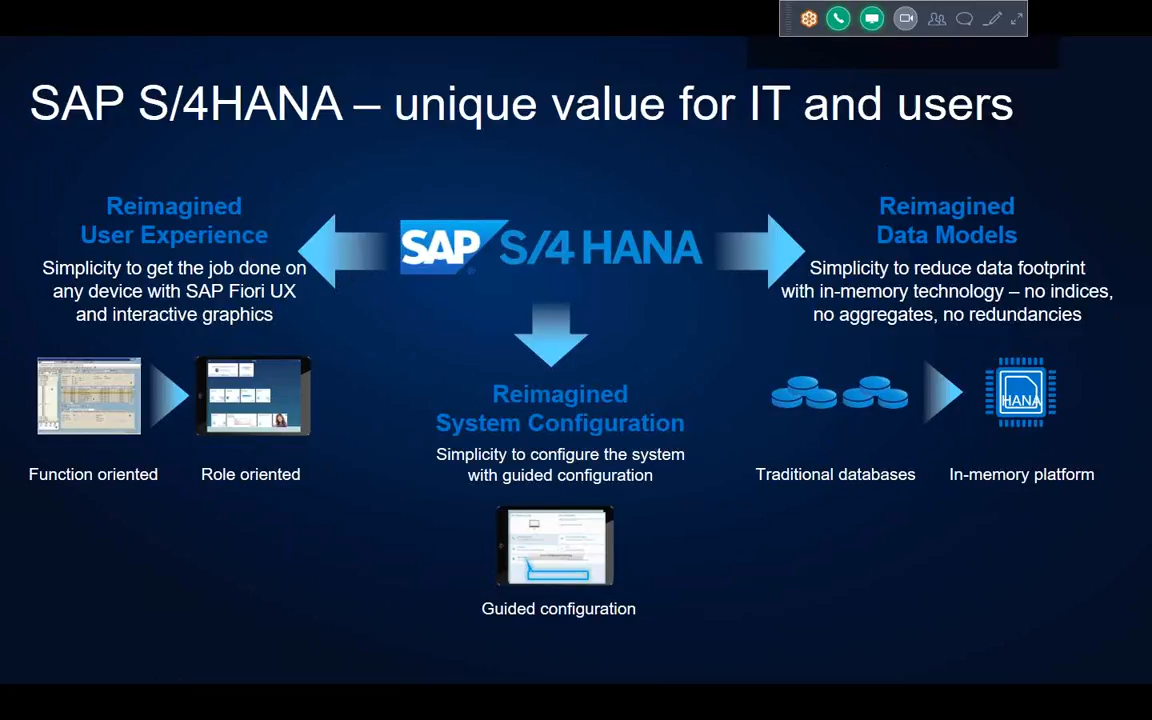 SAP S/4HANA – unique value for IT and users
Reimagined
User Experience
Simplicity to get the job done on
any device with SAP Fiori UX
and interactive graphics
Function oriented
Role oriented
SAP S/4 HANA
Reimagined
System Configuration
Simplicity to configure the system
with guided configuration
Guided configuration
Reimagined
Data Models
Simplicity to reduce data footprint
with in-memory technology – no indices,
no aggregates, no redundancies
HANA
Traditional databases
In-memory platform